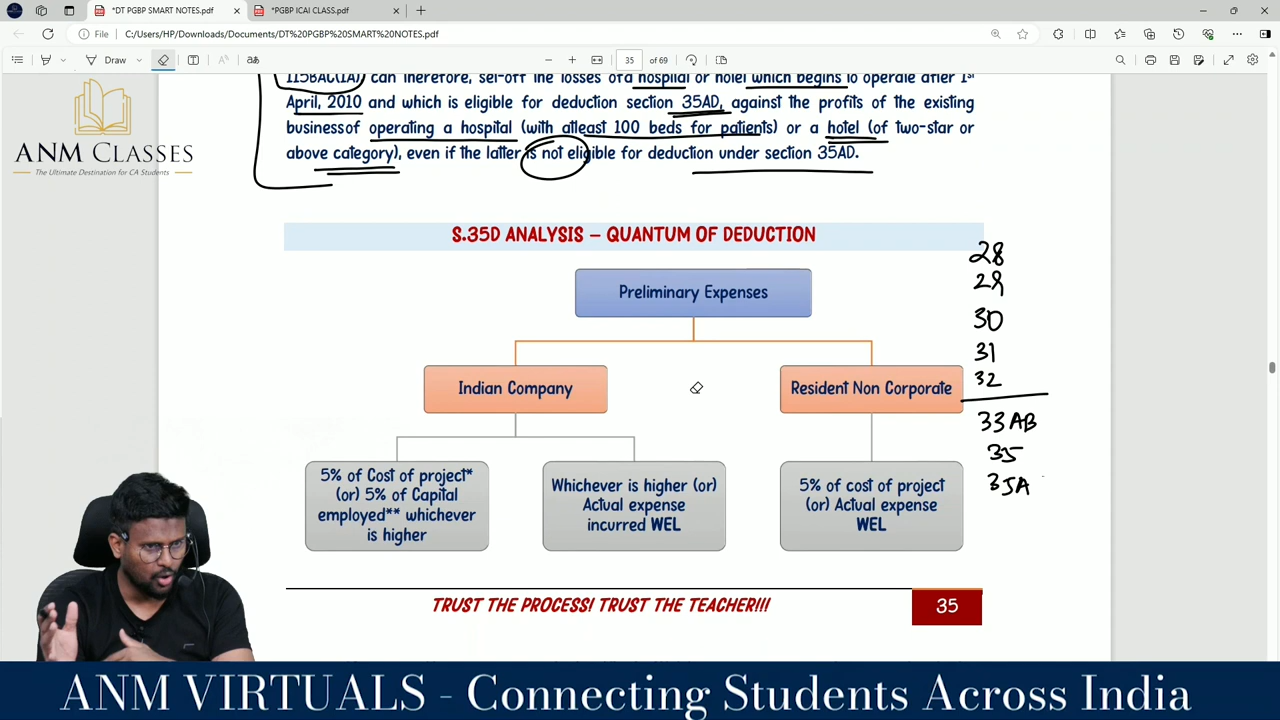 *DT PGBP SMART NOTES.pdf
*PGBP ICAI CLASS.pdf
File
C:/Users/HP/Downloads/Documents/DT%20PGBP%20SMART%20NOTES.pdf
Draw
35 of 69
115BAC(1A) can therefore, set-off the losses of a hospital or hotel which begins to operate after 1st
April, 2010 and which is eligible for deduction section 35AD, against the profits of the existing
business of operating a hospital (with atleast 100 beds for patients) or a hotel (of two-star or
above category), even if the latter is not eligible for deduction under section 35AD.
ANM CLASSES
The Ultimate Destination for CA Students
S.35D ANALYSIS – QUANTUM OF DEDUCTION
Preliminary Expenses
Indian Company
Resident Non Corporate
5% of Cost of project*
(or) 5% of Capital
employed** whichever
is higher
Whichever is higher (or)
Actual expense
incurred WEL
5% of cost of project
(or) Actual expense
WEL
28
29
30
31
32
33AB
35
35A
TRUST THE PROCESS! TRUST THE TEACHER!!!
35
ANM VIRTUALS - Connecting Students Across India